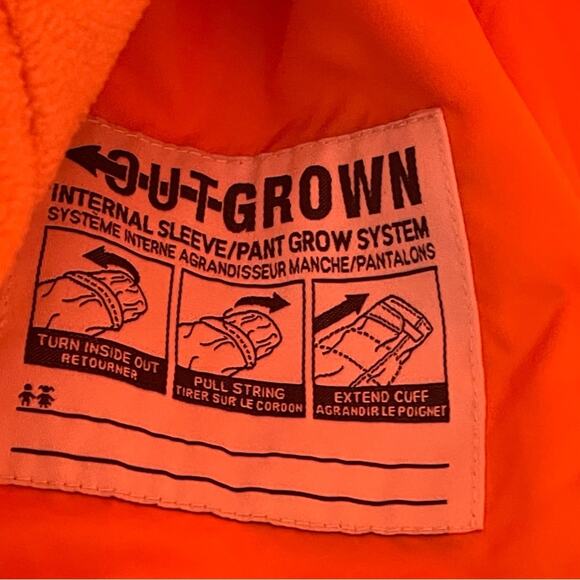 OUTGROWN
INTERNAL SLEEVE/PANT GROW SYSTEM
SYSTÈME INTERNE AGRANDISSEUR MANCHE/PANTALONS
TURN INSIDE OUT
RETOURNER
PULL STRING
TIRER SUR LE CORDON
EXTEND CUFF
AGRANDIR LE POIGNET